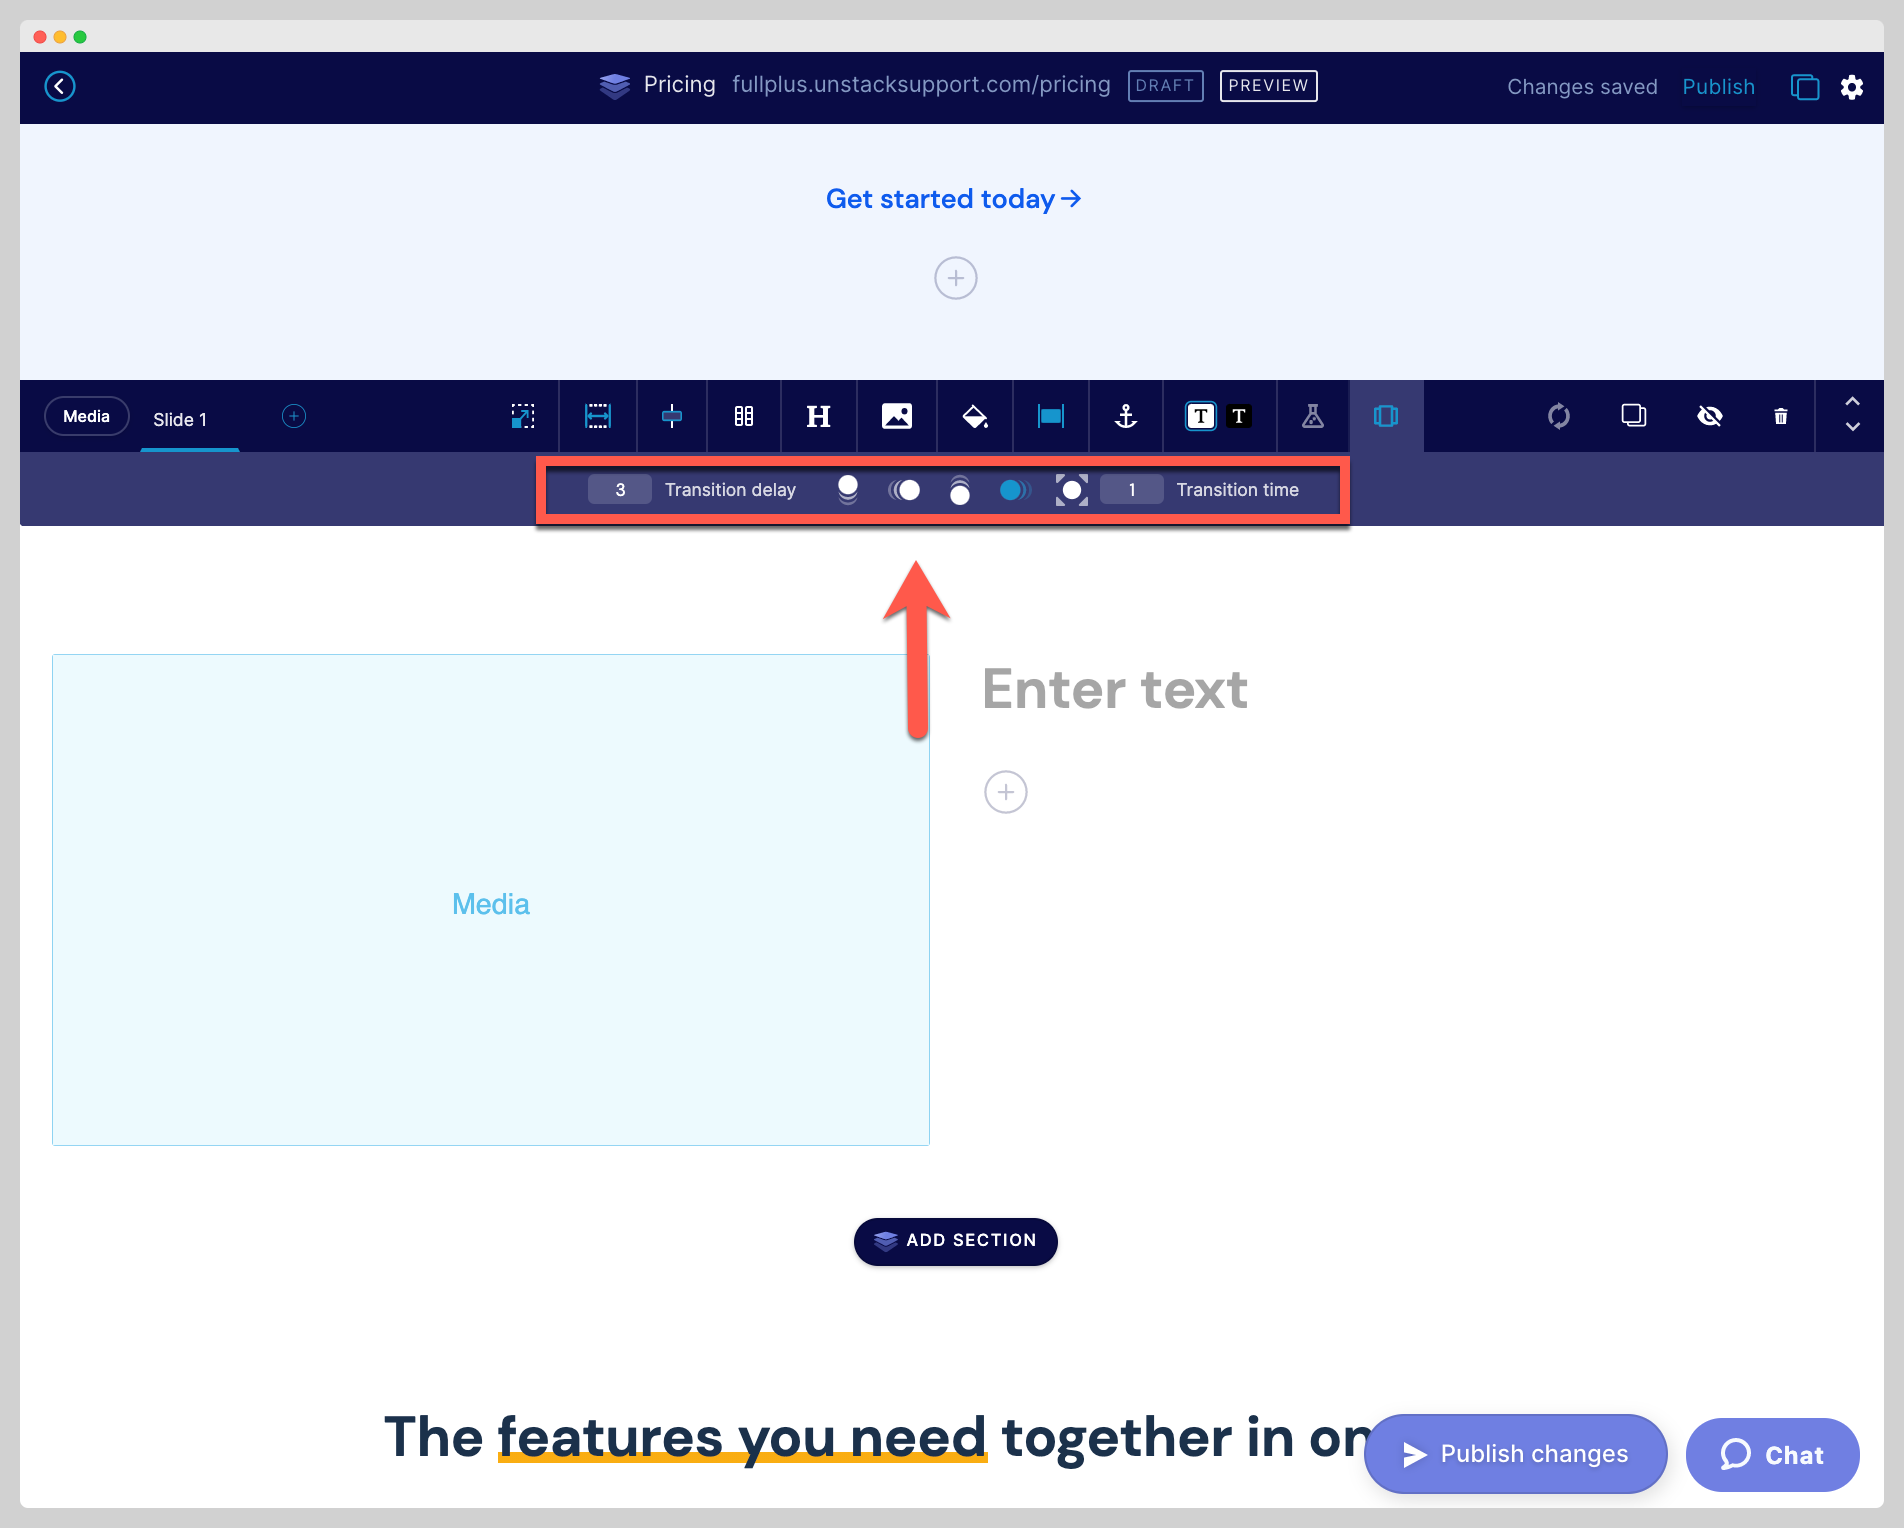 Pricing fullplus.unstacksupport.com/pricing DRAFT PREVIEW Changes saved Publish
Get started today
Media Slide 1 H T T
3 Transition delay 1 Transition time
Enter text
Media
ADD SECTION
The features you need together in on
Publish changes Chat